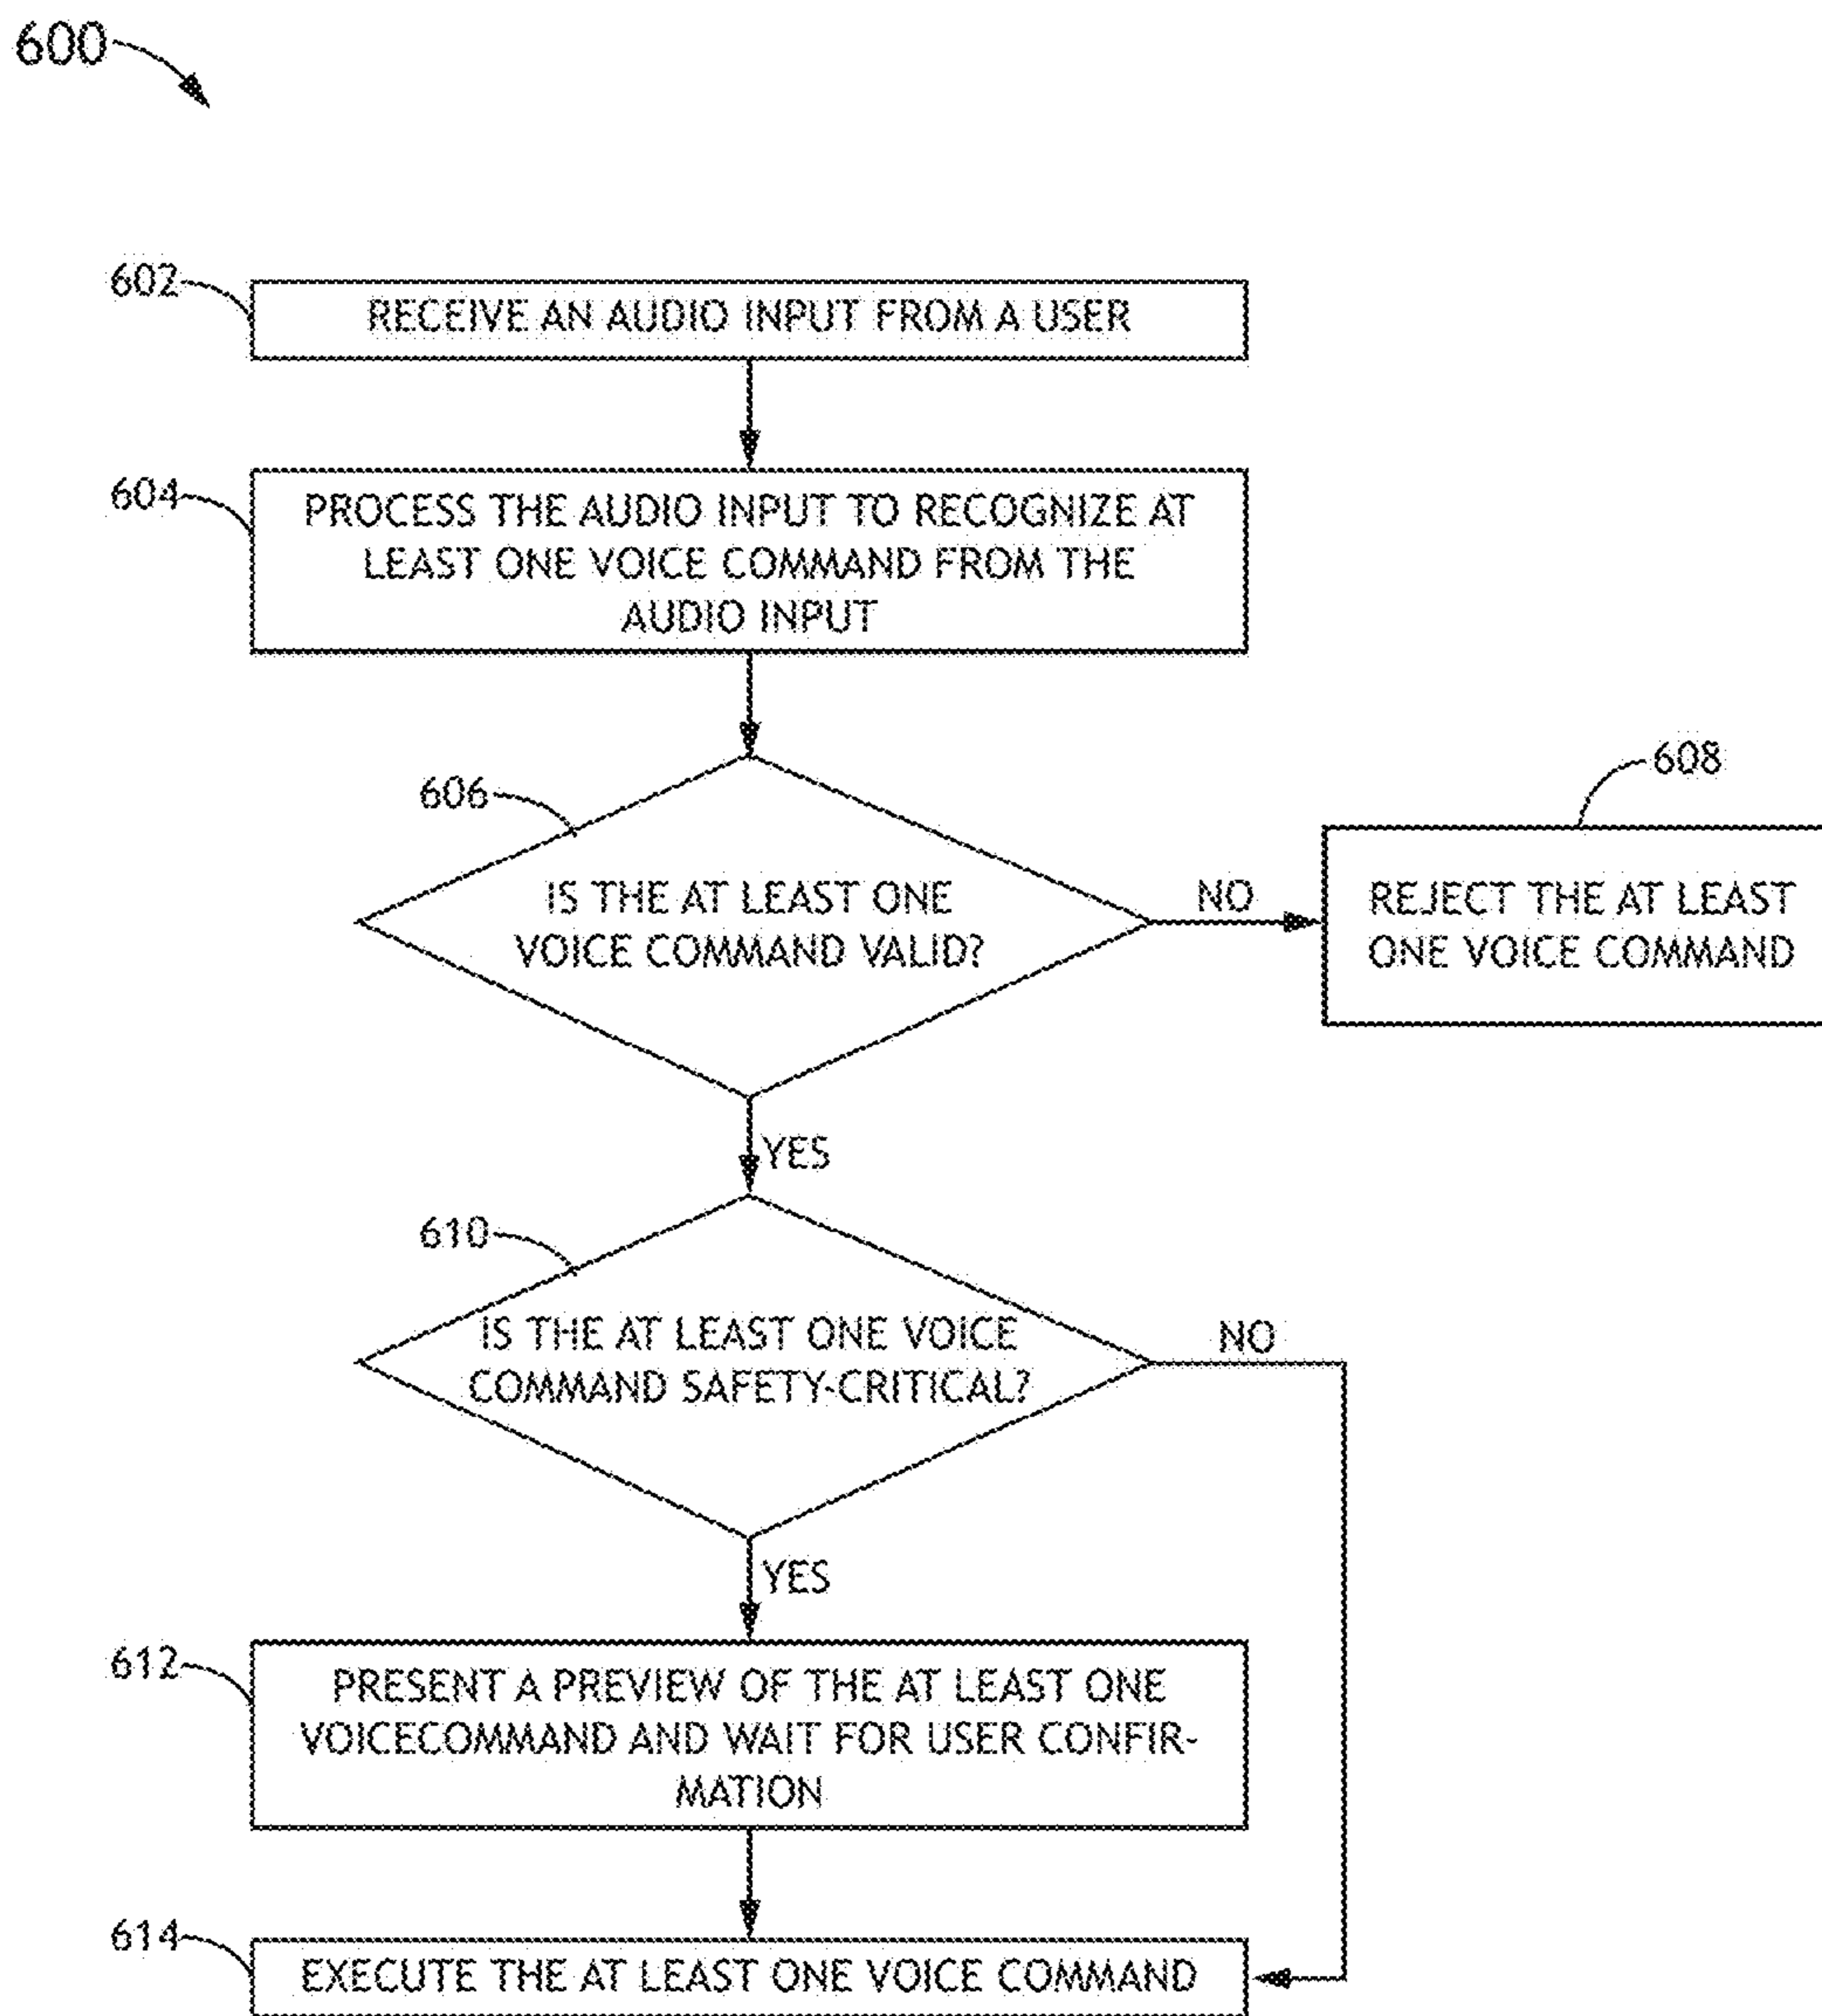 600
602
RECEIVE AN AUDIO INPUT FROM A USER
604
PROCESS THE AUDIO INPUT TO RECOGNIZE AT
LEAST ONE VOICE COMMAND FROM THE
AUDIO INPUT
606
IS THE AT LEAST ONE
VOICE COMMAND VALID?
NO
608
REJECT THE AT LEAST
ONE VOICE COMMAND
YES
610
IS THE AT LEAST ONE VOICE
COMMAND SAFETY-CRITICAL?
NO
YES
612
PRESENT A PREVIEW OF THE AT LEAST ONE
VOICECOMMAND AND WAIT FOR USER CONFIR-
MATION
614
EXECUTE THE AT LEAST ONE VOICE COMMAND